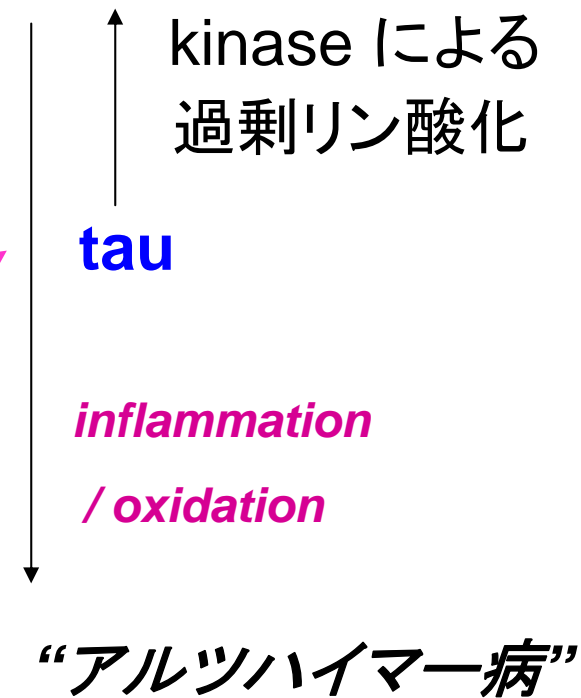 kinase による
過剰リン酸化
tau
inflammation
/ oxidation
“アルツハイマー病”